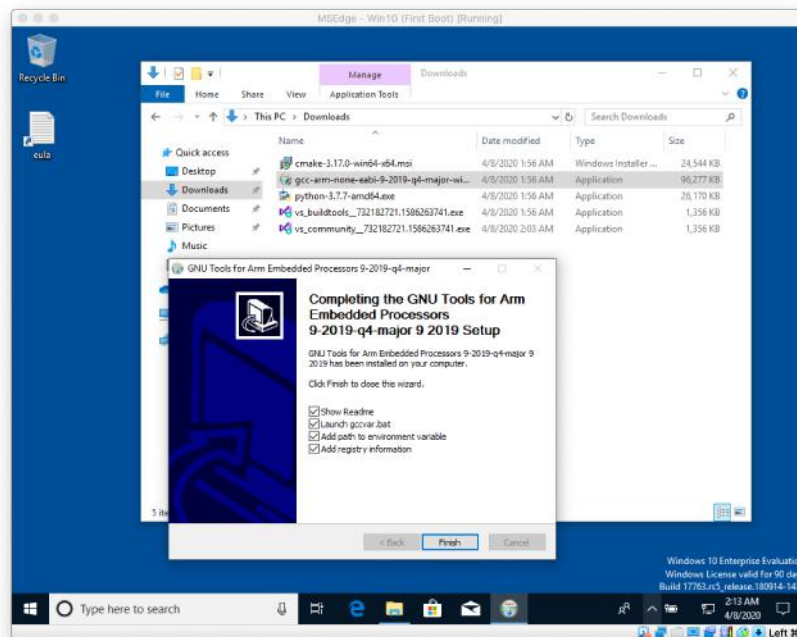 MSEdge - Win10 (First Boot) [Running]
Recycle Bin
eula
Manage
Downloads
File
Home
Share
View
Application Tools
This PC > Downloads
Search Downloads
Name
Date modified
Type
Size
Quick access
Desktop
Downloads
Documents
Pictures
Music
cmake-3.17.0-win64-x64.msi 4/8/2020 1:56 AM Windows Installer ... 24,544 KB
gcc-arm-none-eabi-9-2019-q4-major-wi... 4/8/2020 1:56 AM Application 96,277 KB
python-3.7.7-amd64.exe 4/8/2020 1:56 AM Application 26,170 KB
vs_buildtools__732182721.1586263741.exe 4/8/2020 1:56 AM Application 1,356 KB
vs_community__732182721.1586263741.exe 4/8/2020 2:03 AM Application 1,356 KB
GNU Tools for Arm Embedded Processors 9-2019-q4-major
Completing the GNU Tools for Arm
Embedded Processors
9-2019-q4-major 9 2019 Setup
GNU Tools for Arm Embedded Processors 9-2019-q4-major 9
2019 has been installed on your computer.
Click Finish to close this wizard.
Show Readme
Launch gccvar.bat
Add path to environment variable
Add registry information
5 ite
< Back
Finish
Cancel
Windows 10 Enterprise Evaluatio
Windows License valid for 90 da
Build 17763.rs5_release.180914-14
Type here to search
2:13 AM
4/8/2020
Left ⌘